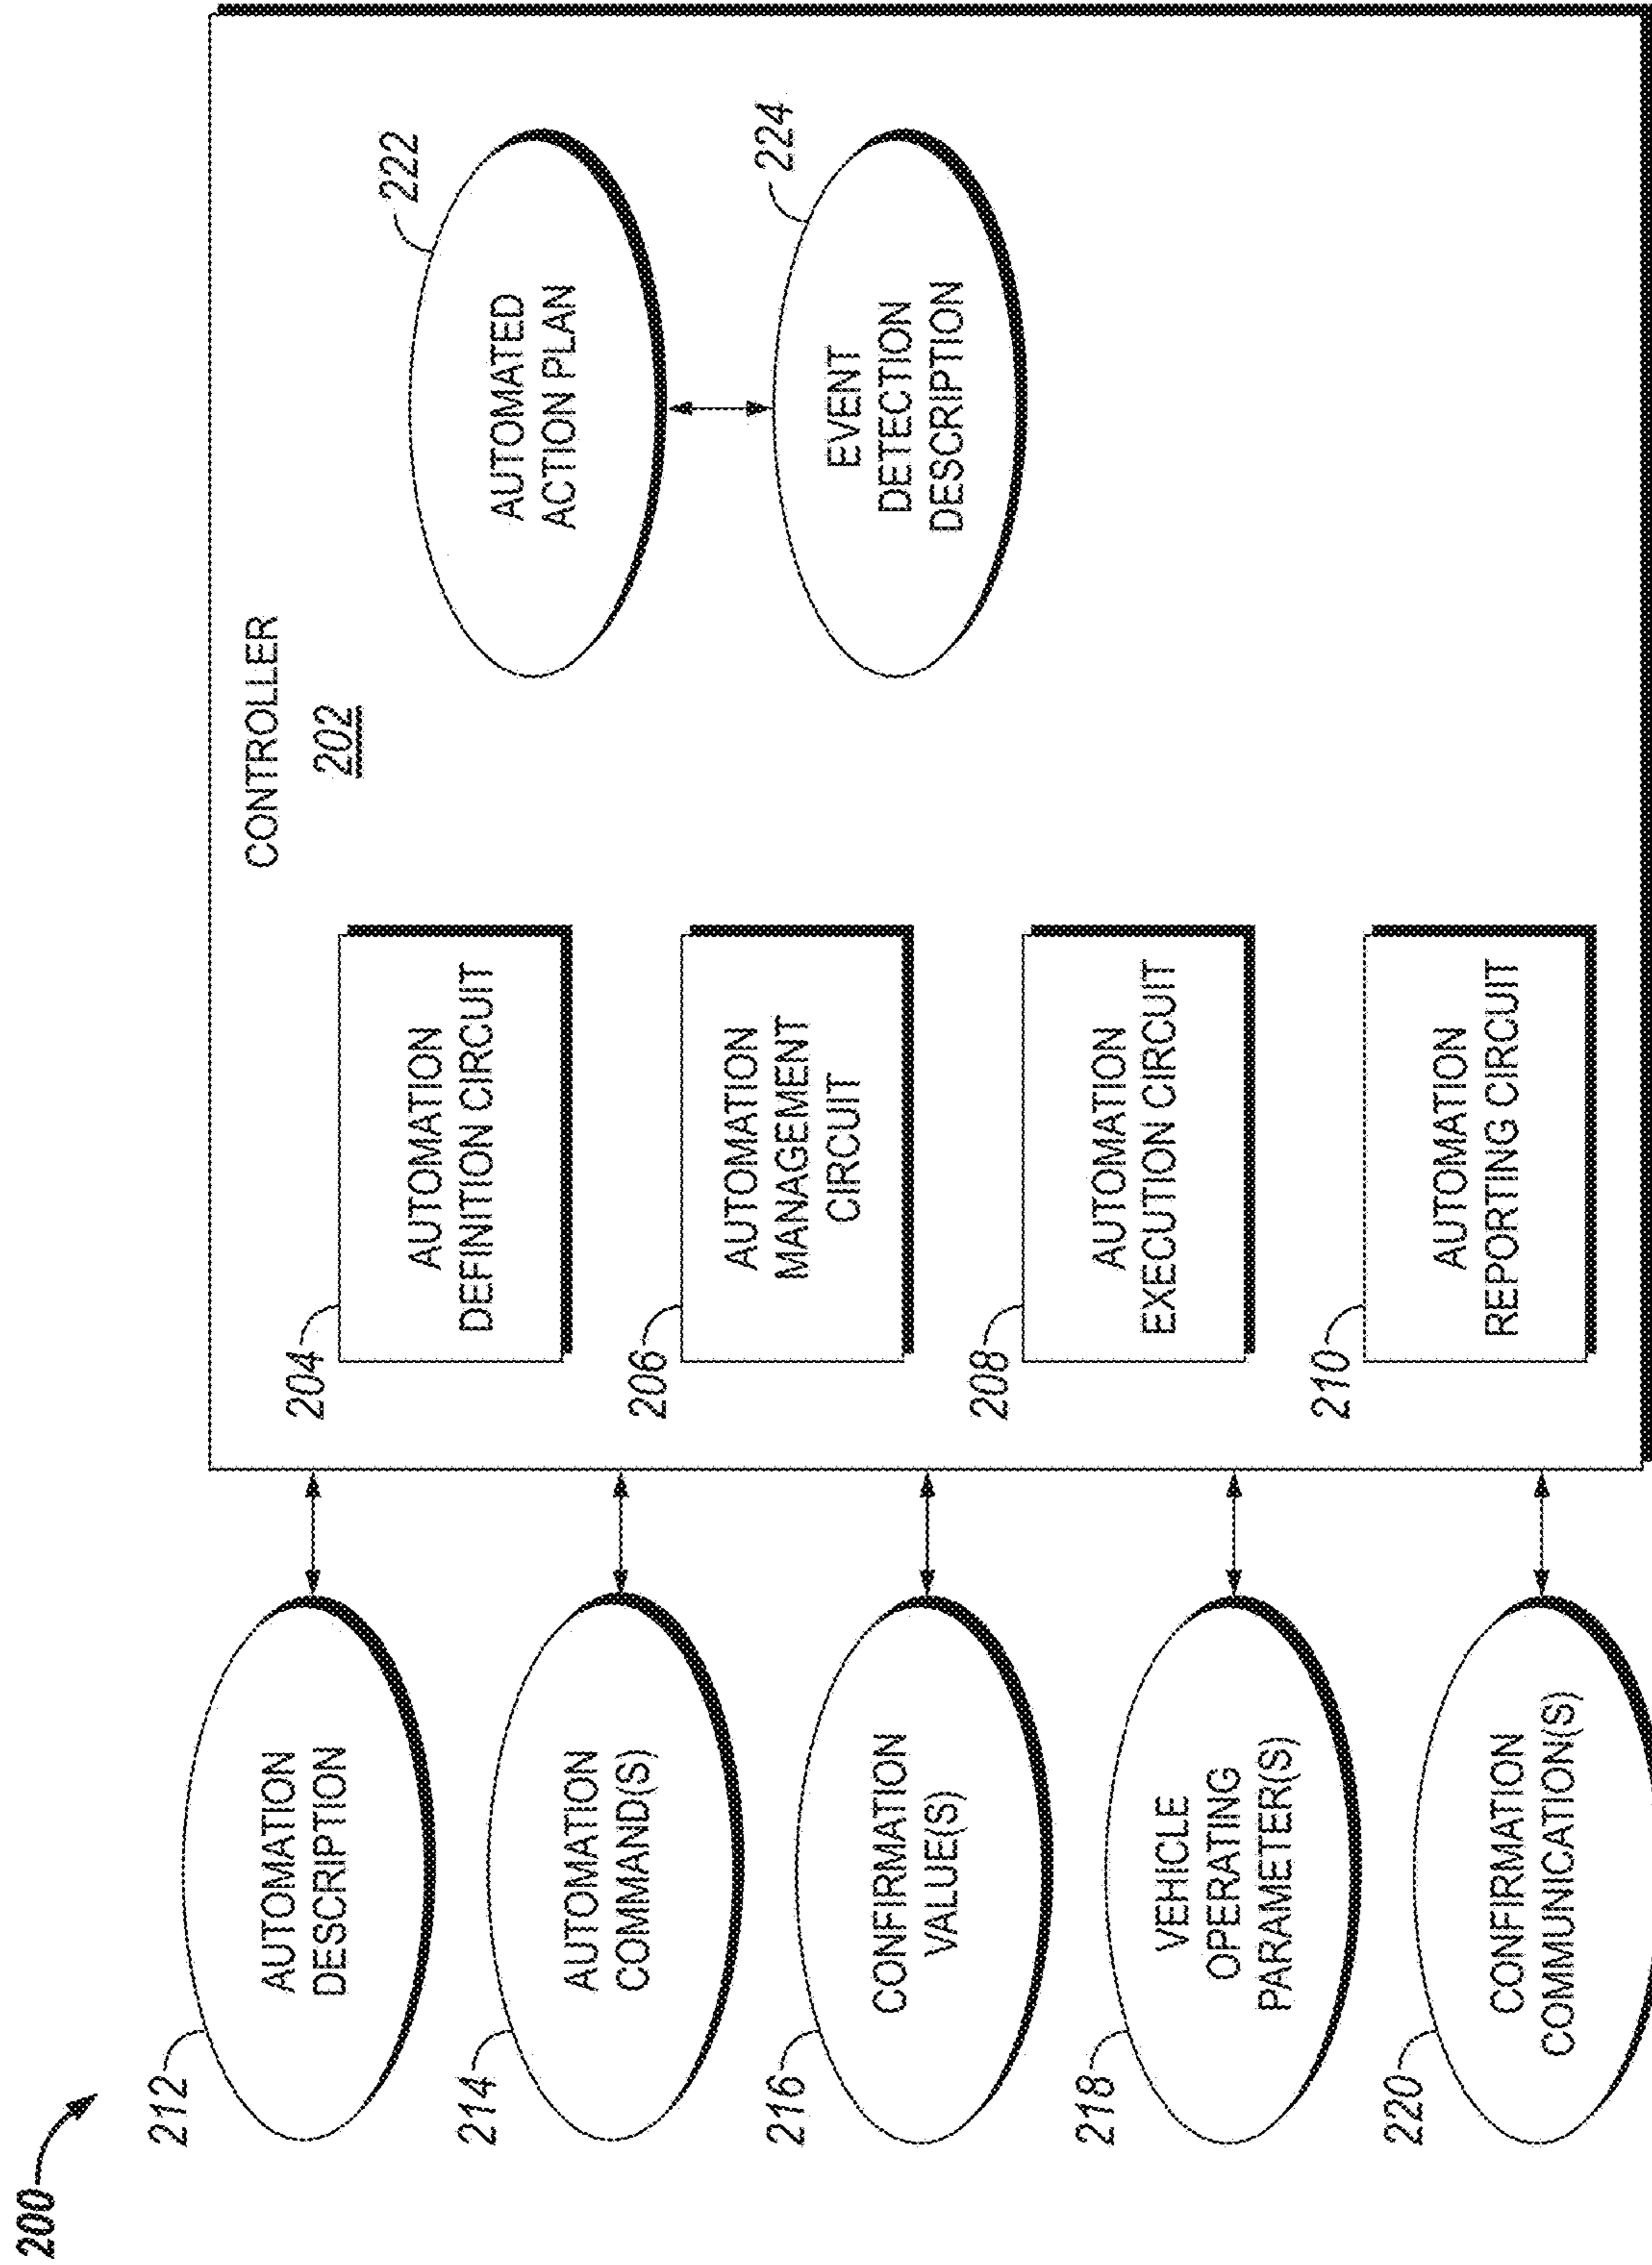 200
CONTROLLER
202
212
AUTOMATION
DESCRIPTION
214
AUTOMATION
COMMAND(S)
216
CONFIRMATION
VALUE(S)
218
VEHICLE
OPERATING
PARAMETER(S)
220
CONFIRMATION
COMMUNICATION(S)
204
AUTOMATION
DEFINITION CIRCUIT
206
AUTOMATION
MANAGEMENT
CIRCUIT
208
AUTOMATION
EXECUTION CIRCUIT
210
AUTOMATION
REPORTING CIRCUIT
222
AUTOMATED
ACTION PLAN
224
EVENT
DETECTION
DESCRIPTION